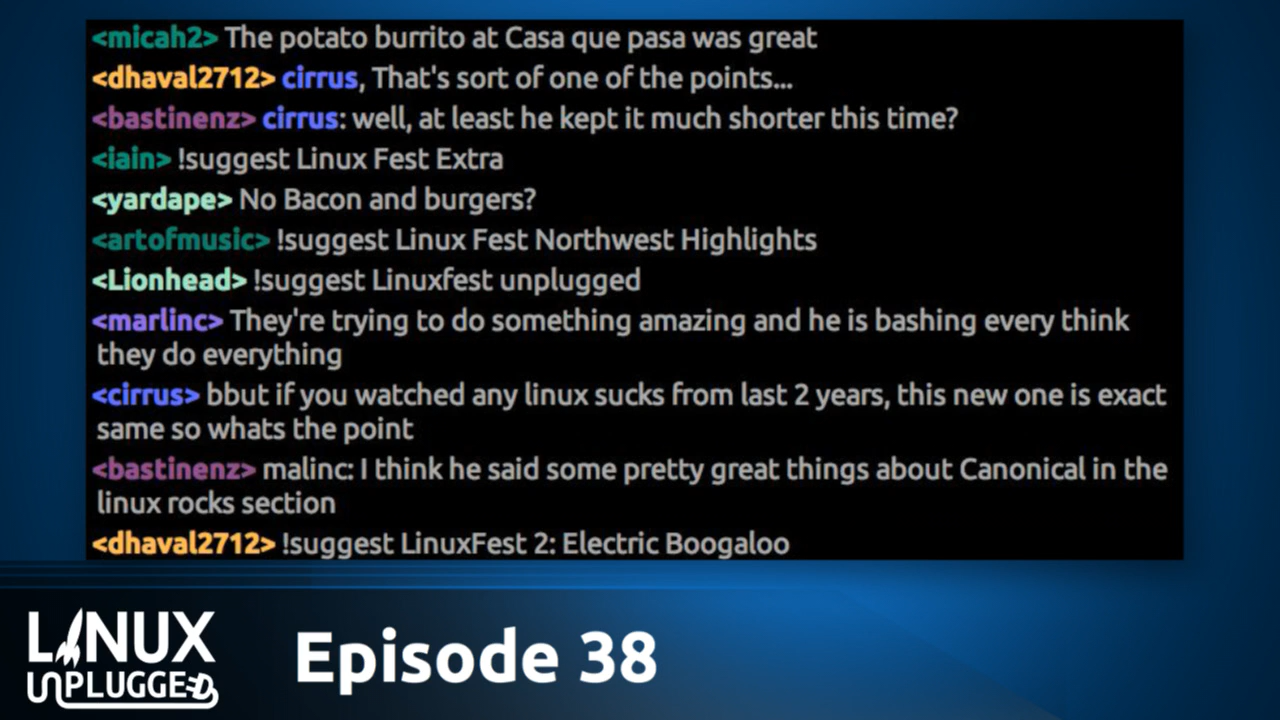 <micah2> The potato burrito at Casa que pasa was great
<dhaval2712> cirrus, That's sort of one of the points...
<bastinenz> cirrus: well, at least he kept it much shorter this time?
<iain> !suggest Linux Fest Extra
<yardape> No Bacon and burgers?
<artofmusic> !suggest Linux Fest Northwest Highlights
<Lionhead> !suggest Linuxfest unplugged
<marlinc> They're trying to do something amazing and he is bashing every think
they do everything
<cirrus> bbut if you watched any linux sucks from last 2 years, this new one is exact
same so whats the point
<bastinenz> malinc: I think he said some pretty great things about Canonical in the
linux rocks section
<dhaval2712> !suggest LinuxFest 2: Electric Boogaloo
LINUX
UNPLUGGED
Episode 38